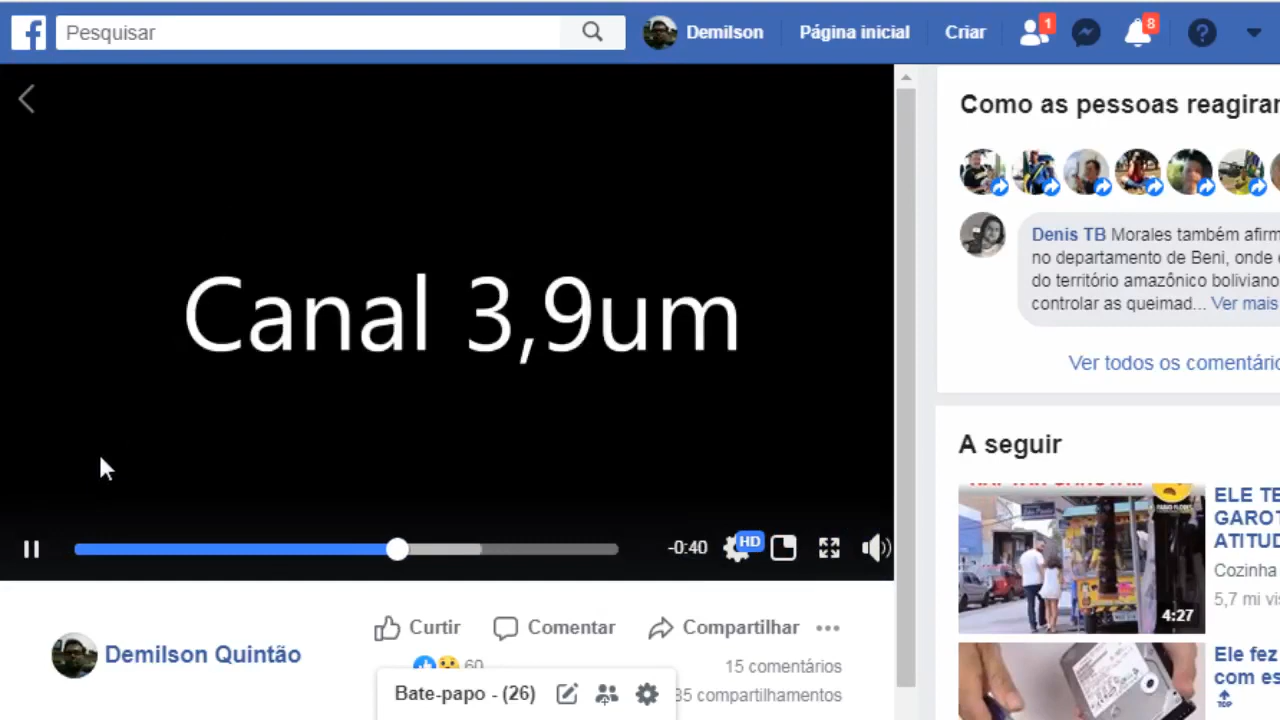 f
Pesquisar
Demilson
Página inicial
Criar
1
8
?
Canal 3,9um
-0:40
HD
Demilson Quintão
Curtir
Comentar
Compartilhar
60
15 comentários
compartilhamentos
Bate-papo - (26)
Como as pessoas reagiram
Denis TB Morales também afirm
no departamento de Beni, onde
do território amazônico boliviano
controlar as queimad... Ver mais
Ver todos os comentário
A seguir
ELE TE
GAROT
ATITUD
Cozinha
5,7 mi vis
4:27
Ele fez
com es
TOP